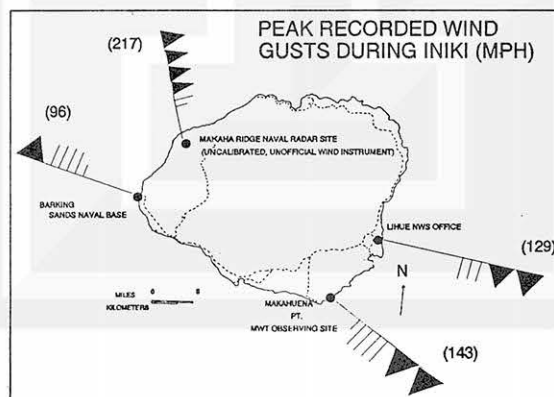 PEAK RECORDED WIND
GUSTS DURING INIKI (MPH)
(217)
(96)
MAKAHA RIDGE NAVAL RADAR SITE
(UNCALIBRATED, UNOFFICIAL WIND INSTRUMENT)
BARKING
SANDS NAVAL BASE
LIHUE NWS OFFICE
(129)
N
MILES
KILOMETERS
MAKAHUENA
PT.
MWT OBSERVING SITE
(143)